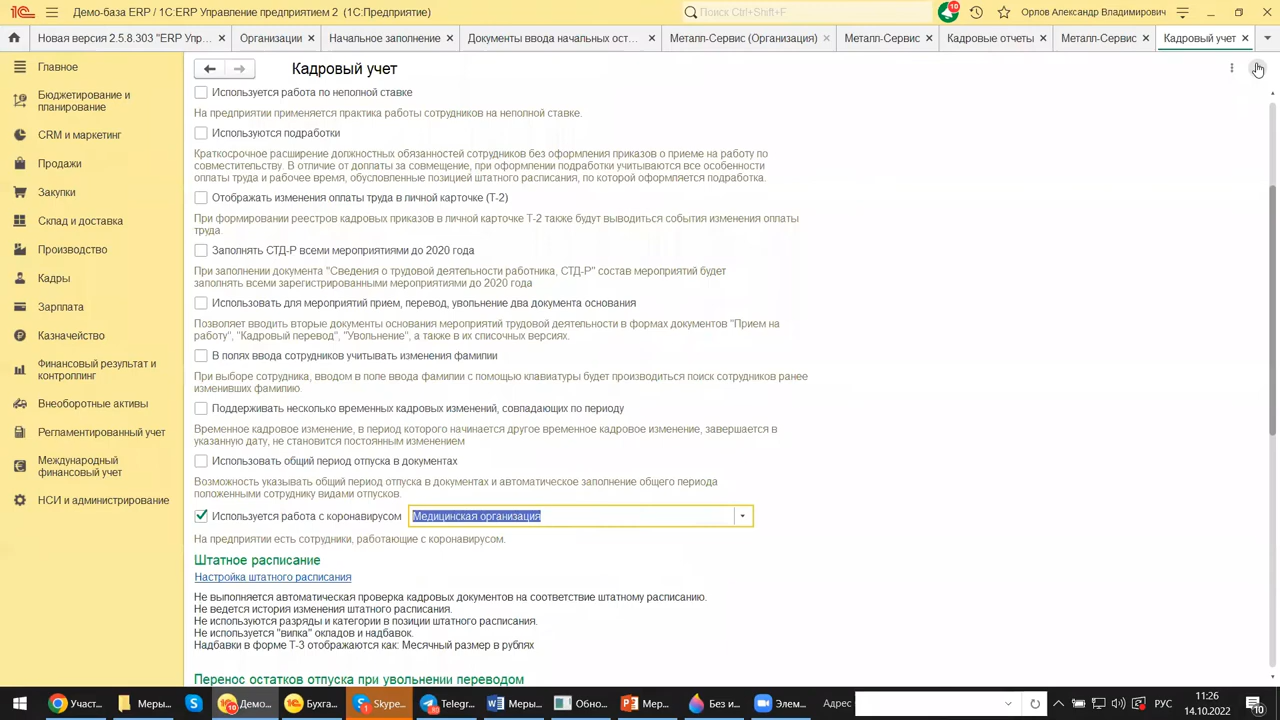 Демо-база ERP / 1С:ERP Управление предприятием 2 (1С:Предприятие)
Поиск Ctrl+Shift+F
10
Орлов Александр Владимирович
Новая версия 2.5.8.303 "ERP Упр...
Организации
Начальное заполнение
Документы ввода начальных ост...
Металл-Сервис (Организация)
Металл-Сервис
Кадровые отчеты
Металл-Сервис
Кадровый учет
Главное
Бюджетирование и
планирование
CRM и маркетинг
Продажи
Закупки
Склад и доставка
Производство
Кадры
Зарплата
Казначейство
Финансовый результат и
контроллинг
Внеоборотные активы
Регламентированный учет
Международный
финансовый учет
НСИ и администрирование
Кадровый учет
Используется работа по неполной ставке
На предприятии применяется практика работы сотрудников на неполной ставке.
Используются подработки
Краткосрочное расширение должностных обязанностей сотрудников без оформления приказов о приеме на работу по
совместительству. В отличие от доплаты за совмещение, при оформлении подработки учитываются все особенности
оплаты труда и рабочее время, обусловленные позицией штатного расписания, по которой оформляется подработка.
Отображать изменения оплаты труда в личной карточке (Т-2)
При формировании реестров кадровых приказов в личной карточке Т-2 также будут выводиться события изменения оплаты
труда.
Заполнять СТД-Р всеми мероприятиями до 2020 года
При заполнении документа "Сведения о трудовой деятельности работника, СТД-Р" состав мероприятий будет
заполнять всеми зарегистрированными мероприятиями до 2020 года
Использовать для мероприятий прием, перевод, увольнение два документа основания
Позволяет вводить вторые документы основания мероприятий трудовой деятельности в формах документов "Прием на
работу", "Кадровый перевод", "Увольнение", а также в их списочных версиях.
В полях ввода сотрудников учитывать изменения фамилии
При выборе сотрудника, вводом в поле ввода фамилии с помощью клавиатуры будет производиться поиск сотрудников ранее
изменивших фамилию.
Поддерживать несколько временных кадровых изменений, совпадающих по периоду
Временное кадровое изменение, в период которого начинается другое временное кадровое изменение, завершается в
указанную дату, не становится постоянным изменением
Использовать общий период отпуска в документах
Возможность указывать общий период отпуска в документах и автоматическое заполнение общего периода
положенными сотруднику видами отпусков.
Используется работа с коронавирусом
Медицинская организация
На предприятии есть сотрудники, работающие с коронавирусом.
Штатное расписание
Настройка штатного расписания
Не выполняется автоматическая проверка кадровых документов на соответствие штатному расписанию.
Не ведется история изменения штатного расписания.
Не используются разряды и категории в позиции штатного расписания.
Не используется "вилка" окладов и надбавок.
Надбавки в форме Т-3 отображаются как: Месячный размер в рублях
Перенос остатков отпуска при увольнении переводом
Участ...
Меры...
Демо...
Бухга...
Skype...
Telegr...
Меры...
Обно...
Мер...
Без и...
Элем...
Адрес
РУС
11:26
14.10.2022
10